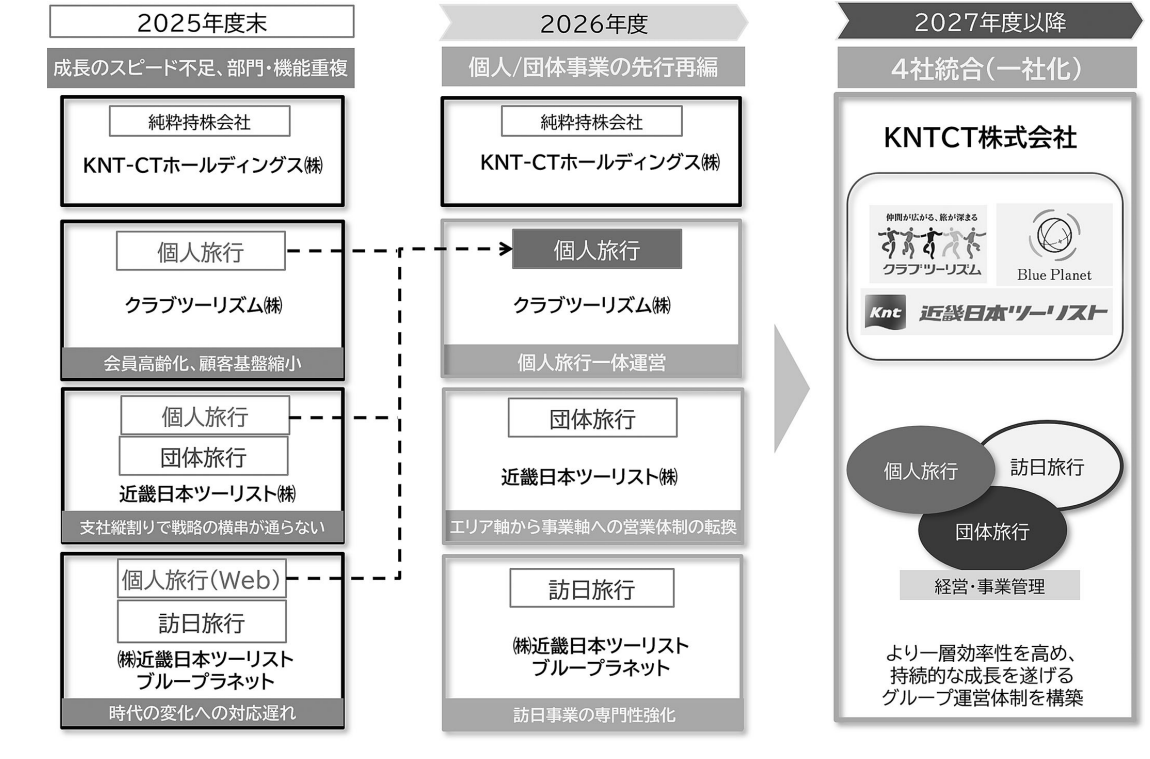 2025年度末
成長のスピード不足、部門・機能重複
純粋持株会社
KNT-CTホールディングス㈱
個人旅行
クラブツーリズム㈱
会員高齢化、顧客基盤縮小
個人旅行
団体旅行
近畿日本ツーリスト㈱
支社縦割りで戦略の横串が通らない
個人旅行(Web)
訪日旅行
㈱近畿日本ツーリスト
ブループラネット
時代の変化への対応遅れ
2026年度
個人/団体事業の先行再編
純粋持株会社
KNT-CTホールディングス㈱
個人旅行
クラブツーリズム㈱
個人旅行一体運営
団体旅行
近畿日本ツーリスト㈱
エリア軸から事業軸への営業体制の転換
訪日旅行
㈱近畿日本ツーリスト
ブループラネット
訪日事業の専門性強化
2027年度以降
4社統合(一社化)
KNTCT株式会社
仲間が広がる、旅が深まる
クラブツーリズム
Blue Planet
Knt 近畿日本ツーリスト
個人旅行
訪日旅行
団体旅行
経営・事業管理
より一層効率性を高め、
持続的な成長を遂げる
グループ運営体制を構築